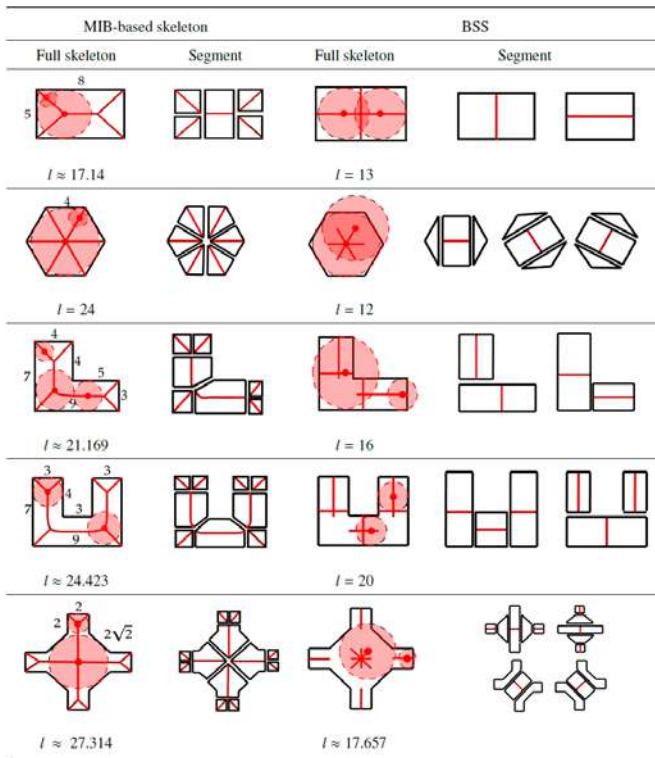 MIB-based skeleton BSS
Full skeleton Segment Full skeleton Segment
8
5
l ≈ 17.14 l = 13
4
l = 24 l = 12
4
4
7 5
3
9
l ≈ 21.169 l = 16
3 3
4
7 3
9
l ≈ 24.423 l = 20
2
2 2√2
l ≈ 27.314 l ≈ 17.657